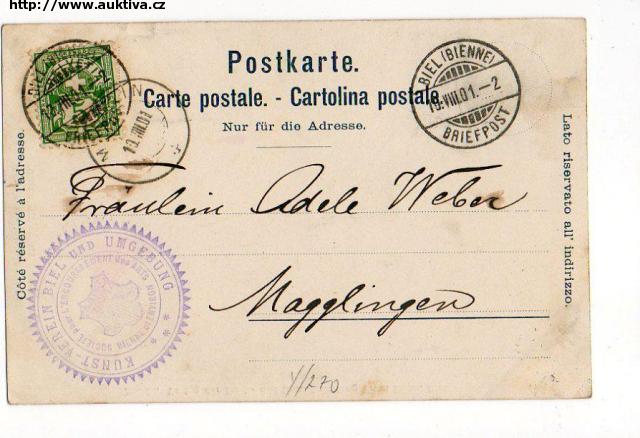 http://www.auktiva.cz
Postkarte.
Carte postale. - Cartolina postale.
Nur für die Adresse.
BIEL (BIENNE)
19.VIII.01.-2
BRIEFPOST
Côté réservé à l'adresse.
Lato riservato all' indirizzo.
Fräulein Adele Weber
Magglingen
KUNST-VEREIN BIEL UND UMGEBUNG
Y/270